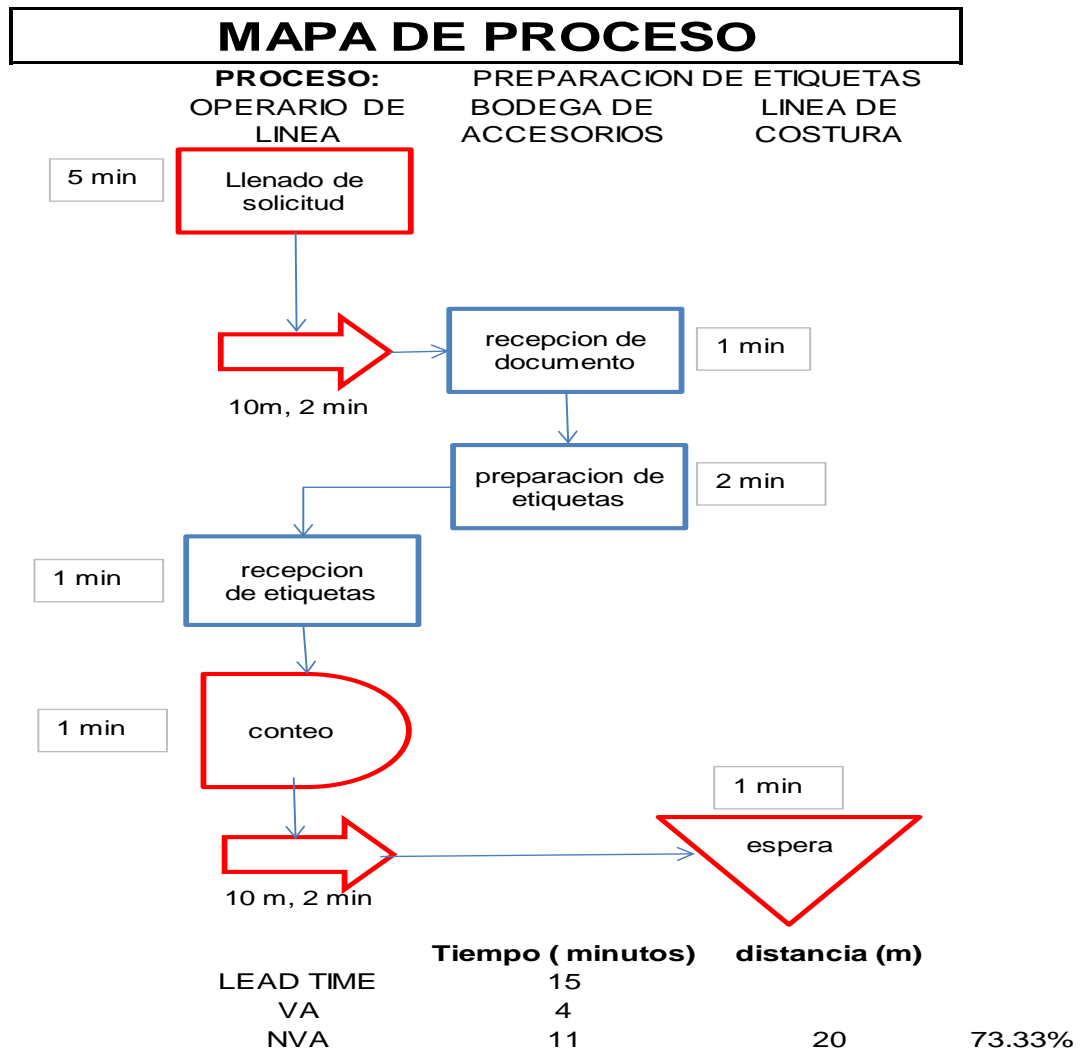 MAPA DE PROCESO
PROCESO: PREPARACION DE ETIQUETAS
OPERARIO DE LINEA
BODEGA DE ACCESORIOS
LINEA DE COSTURA
5 min
Llenado de
solicitud
10m, 2 min
recepcion de
documento
1 min
preparacion de
etiquetas
2 min
1 min
recepcion
de etiquetas
1 min
conteo
10 m, 2 min
1 min
espera
Tiempo ( minutos) distancia (m)
LEAD TIME 15
VA 4
NVA 11 20 73.33%